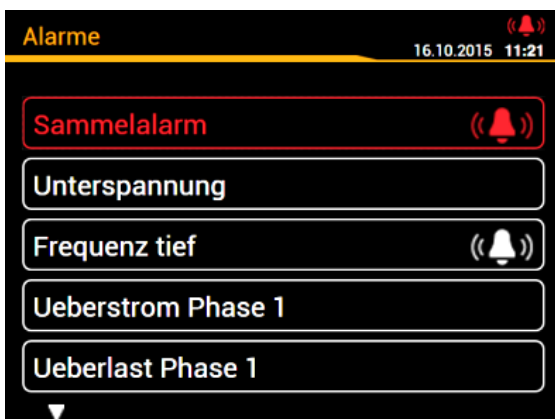 Alarme
16.10.2015 11:21
Sammelalarm
Unterspannung
Frequenz tief
Ueberstrom Phase 1
Ueberlast Phase 1